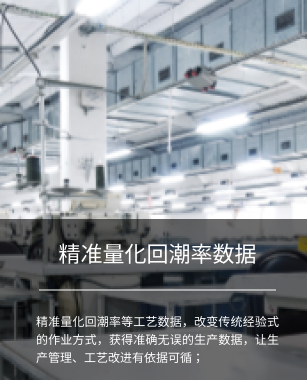 精准量化回潮率数据
精准量化回潮率等工艺数据，改变传统经验式
的作业方式，获得准确无误的生产数据，让生
产管理、工艺改进有依据可循；